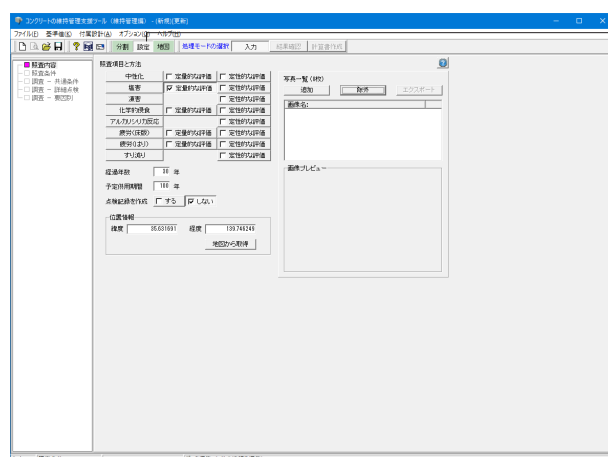 コンクリートの維持管理支援ツール (維持管理編) - [新規][更新]
ファイル(F) 基準値(K) 付属設計(A) オプション(O) ヘルプ(H)
分割 設定 地図 処理モードの選択 入力 結果確認 計算書作成
照査内容
照査条件
調査 - 共通条件
調査 - 詳細点検
調査 - 要因別
照査項目と方法
中性化 定量的な評価 定性的な評価
塩害 定量的な評価 定性的な評価
凍害 定性的な評価
化学的侵食 定量的な評価 定性的な評価
アルカリシリカ反応 定性的な評価
疲労(床版) 定量的な評価 定性的な評価
疲労(はり) 定量的な評価 定性的な評価
すり減り 定性的な評価
経過年数 30 年
予定供用期間 100 年
点検記録を作成 する しない
位置情報
緯度 35.631691 経度 139.746249
地図から取得
写真一覧 (0枚)
追加 除外 エクスポート
画像名:
画像プレビュー